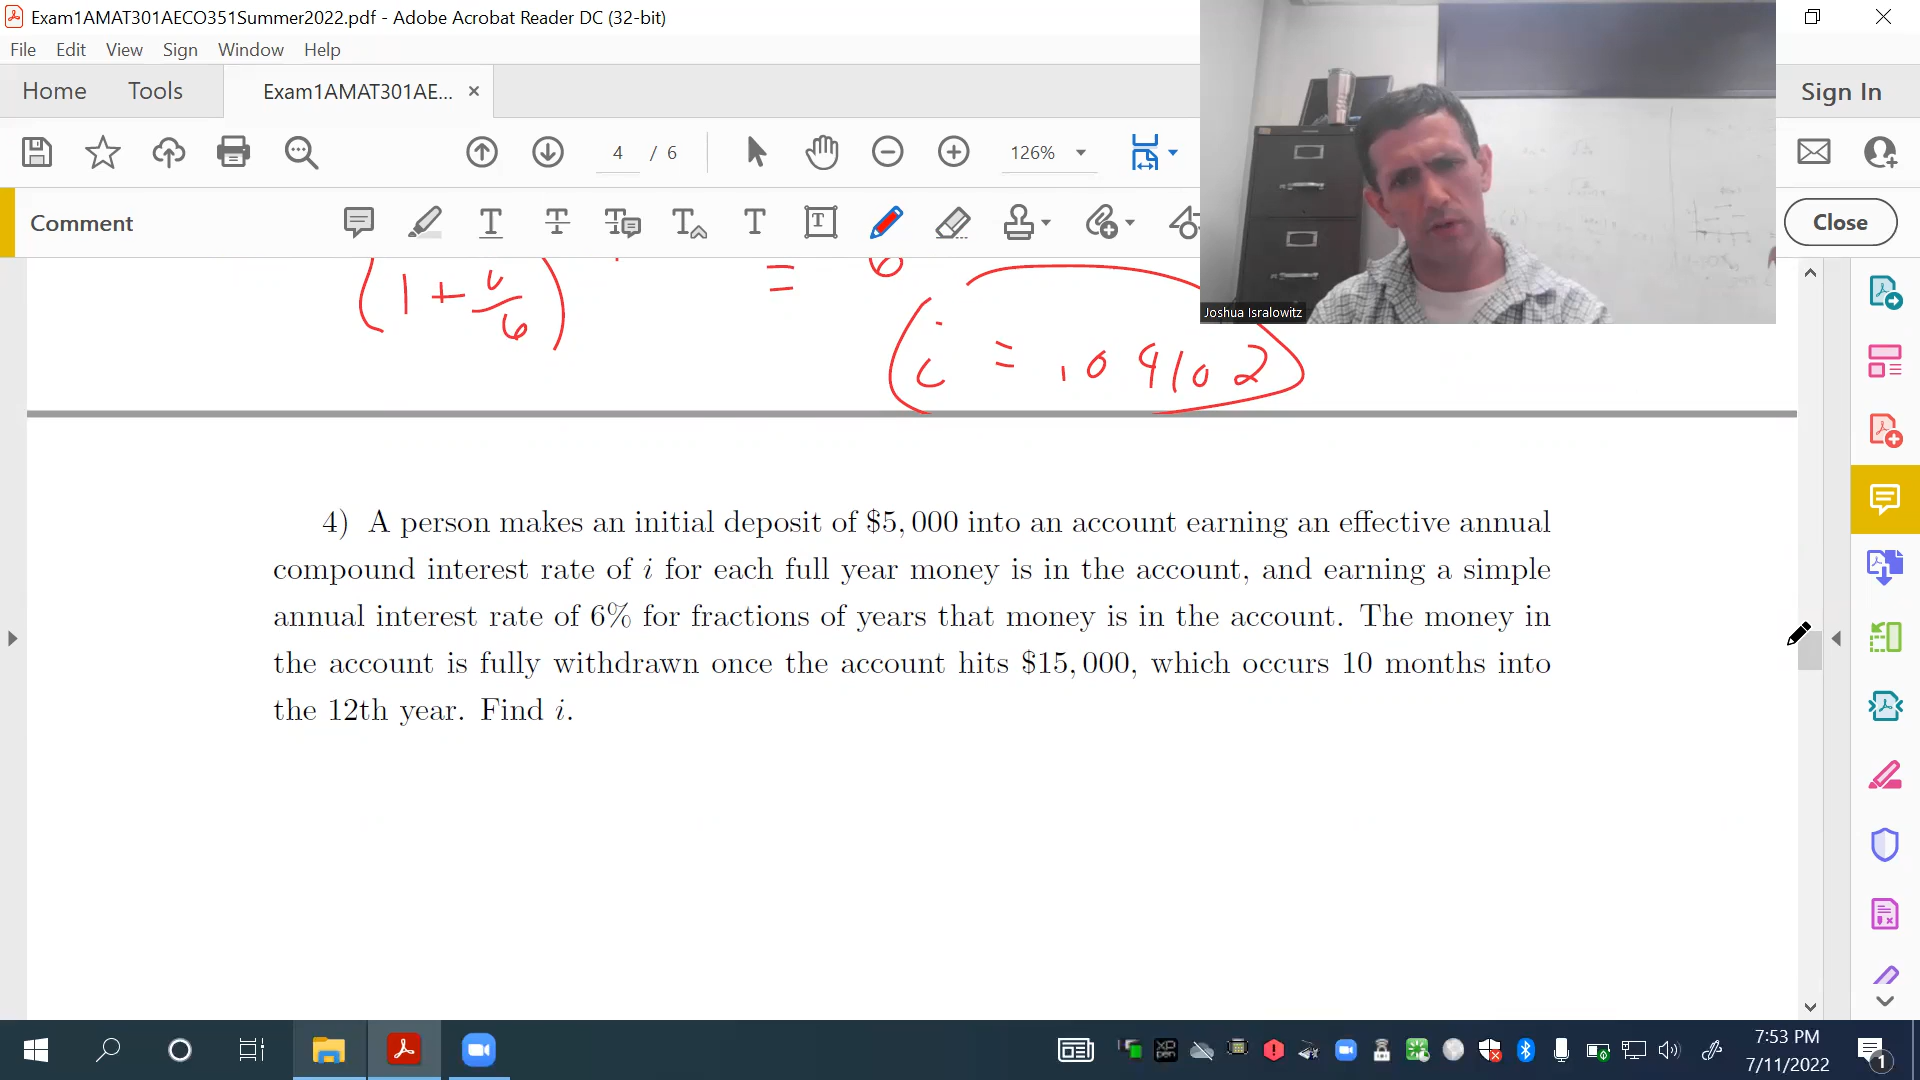 Exam1AMAT301AECO351Summer2022.pdf - Adobe Acrobat Reader DC (32-bit)
File Edit View Sign Window Help
Home Tools Exam1AMAT301AE... × Sign In
4 / 6 126%
Comment Close
Joshua Isralowitz
(1 + i/6) = 6
i = .04102
4) A person makes an initial deposit of $5,000 into an account earning an effective annual
compound interest rate of i for each full year money is in the account, and earning a simple
annual interest rate of 6% for fractions of years that money is in the account. The money in
the account is fully withdrawn once the account hits $15,000, which occurs 10 months into
the 12th year. Find i.
7:53 PM
7/11/2022
1